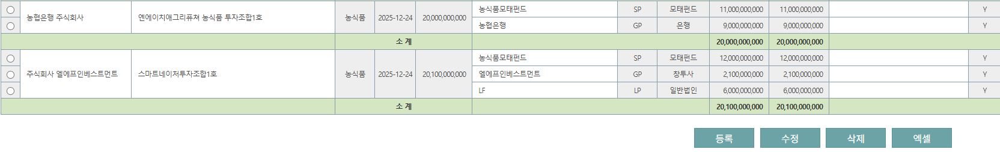 농협은행 주식회사 엔에이치애그리퓨쳐 농식품 투자조합1호 농식품 2025-12-24 20,000,000,000 농식품모태펀드 SP 모태펀드 11,000,000,000 11,000,000,000 Y
농협은행 GP 은행 9,000,000,000 9,000,000,000 Y
소 계 20,000,000,000 20,000,000,000
주식회사 엘에프인베스트먼트 스마트네이처투자조합1호 농식품 2025-12-24 20,100,000,000 농식품모태펀드 SP 모태펀드 12,000,000,000 12,000,000,000 Y
엘에프인베스트먼트 GP 창투사 2,100,000,000 2,100,000,000 Y
LF LP 일반법인 6,000,000,000 6,000,000,000 Y
소 계 20,100,000,000 20,100,000,000
등록 수정 삭제 엑셀